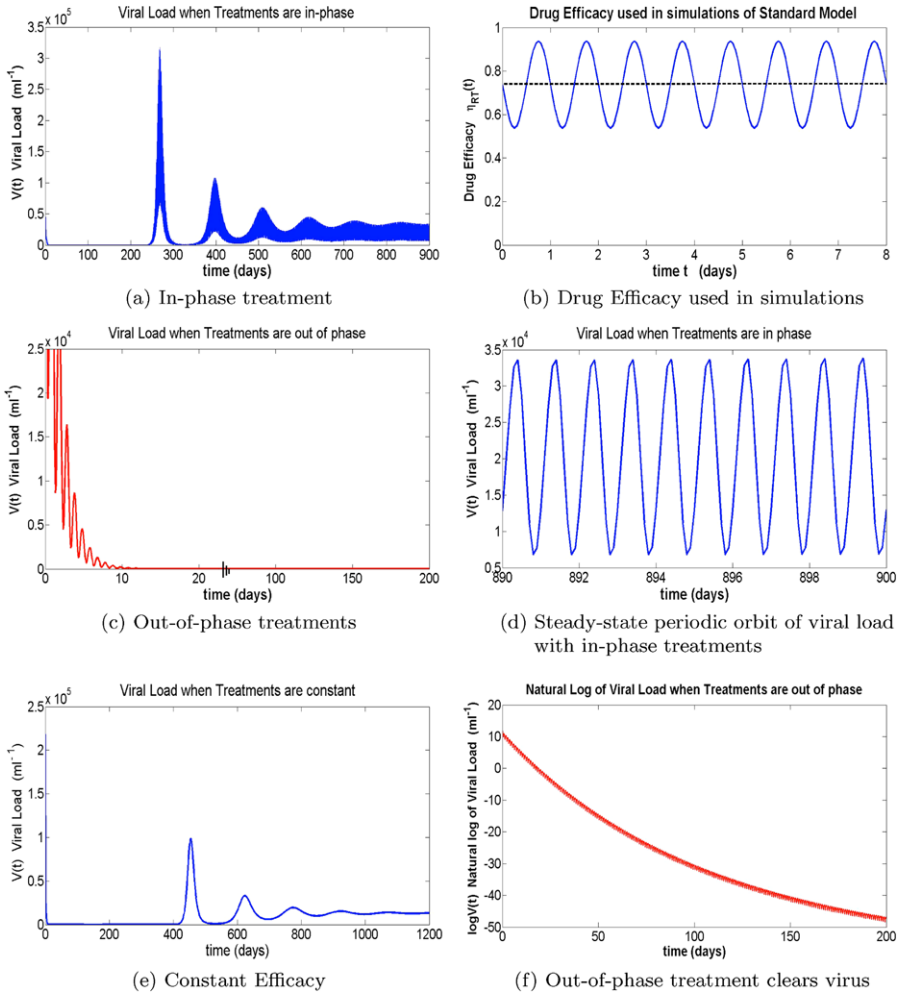 Viral Load when Treatments are in-phase
x 10⁵
3.5
3
2.5
2
1.5
1
0.5
0
V(t) Viral Load (ml⁻¹)
0 100 200 300 400 500 600 700 800 900
time (days)
(a) In-phase treatment
Drug Efficacy used in simulations of Standard Model
1
0.8
0.6
0.4
0.2
0
Drug Efficacy η_RT(t)
0 1 2 3 4 5 6 7 8
time t (days)
(b) Drug Efficacy used in simulations
Viral Load when Treatments are out of phase
x 10⁴
2.5
2
1.5
1
0.5
0
V(t) Viral Load (ml⁻¹)
0 10 20 100 150 200
time (days)
(c) Out-of-phase treatments
Viral Load when Treatments are in phase
x 10⁴
3.5
3
2.5
2
1.5
1
0.5
V(t) Viral Load (ml⁻¹)
890 892 894 896 898 900
time (days)
(d) Steady-state periodic orbit of viral load
with in-phase treatments
Viral Load when Treatments are constant
x 10⁵
2.5
2
1.5
1
0.5
0
V(t) Viral Load (ml⁻¹)
0 200 400 600 800 1000 1200
time (days)
(e) Constant Efficacy
Natural Log of Viral Load when Treatments are out of phase
20
10
0
-10
-20
-30
-40
-50
logV(t) Natural log of Viral Load (ml⁻¹)
0 50 100 150 200
time (days)
(f) Out-of-phase treatment clears virus